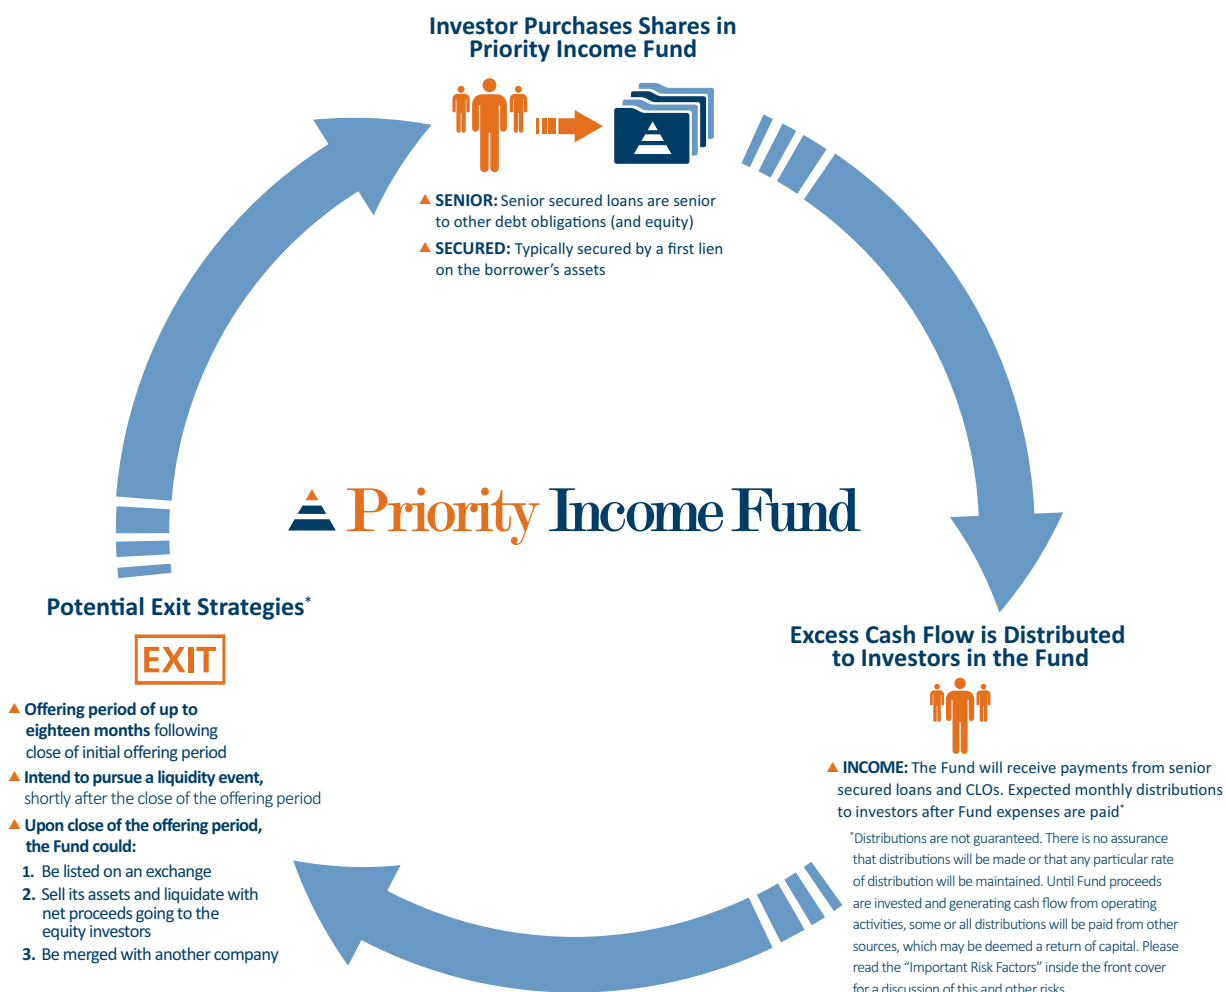 Investor Purchases Shares in
Priority Income Fund
▲ SENIOR: Senior secured loans are senior
to other debt obligations (and equity)
▲ SECURED: Typically secured by a first lien
on the borrower’s assets
Priority Income Fund
Potential Exit Strategies*
EXIT
▲ Offering period of up to
eighteen months following
close of initial offering period
▲ Intend to pursue a liquidity event,
shortly after the close of the offering period
▲ Upon close of the offering period,
the Fund could:
1. Be listed on an exchange
2. Sell its assets and liquidate with
net proceeds going to the
equity investors
3. Be merged with another company
Excess Cash Flow is Distributed
to Investors in the Fund
▲ INCOME: The Fund will receive payments from senior
secured loans and CLOs. Expected monthly distributions
to investors after Fund expenses are paid*
*Distributions are not guaranteed. There is no assurance
that distributions will be made or that any particular rate
of distribution will be maintained. Until Fund proceeds
are invested and generating cash flow from operating
activities, some or all distributions will be paid from other
sources, which may be deemed a return of capital. Please
read the “Important Risk Factors” inside the front cover
for a discussion of this and other risks